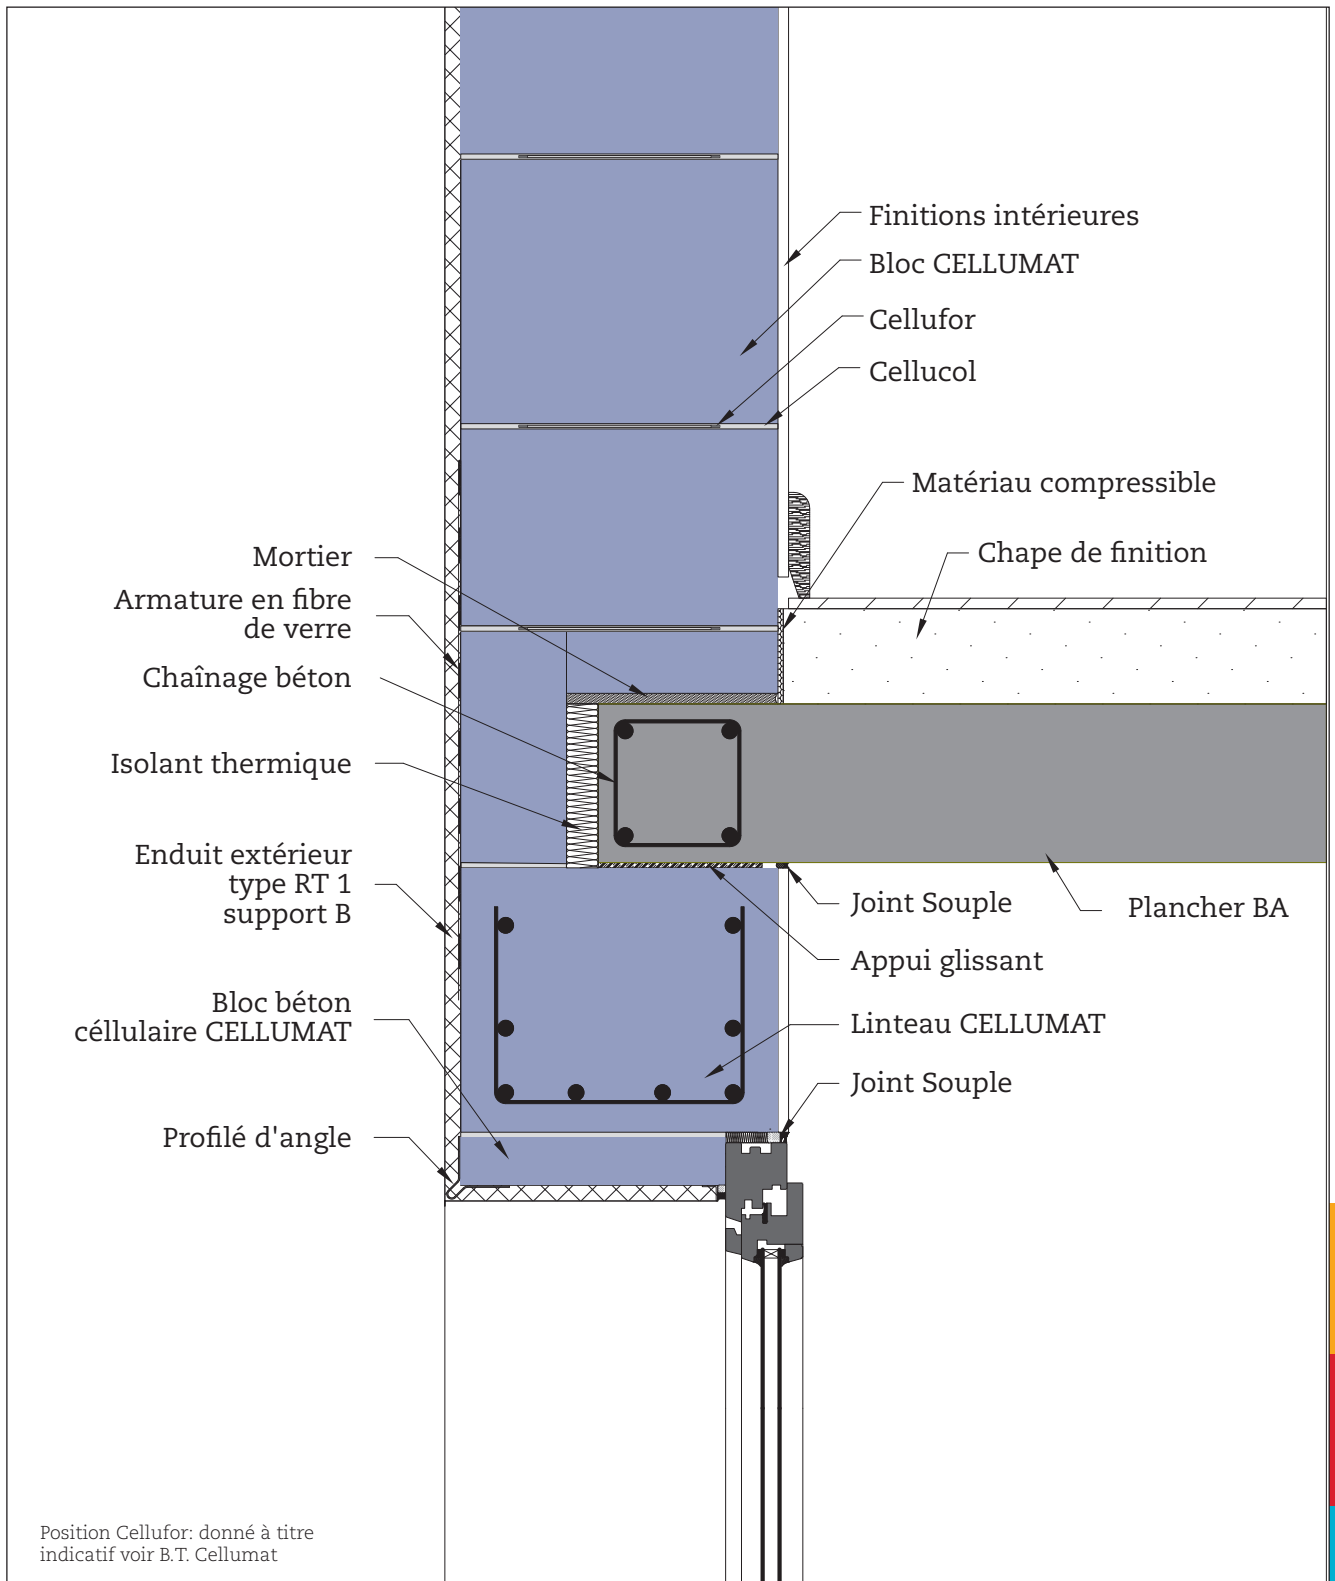 Finitions intérieures
Bloc CELLUMAT
Cellufor
Cellucol
Matériau compressible
Chape de finition
Mortier
Armature en fibre
de verre
Chaînage béton
Isolant thermique
Enduit extérieur
type RT 1
support B
Joint Souple
Plancher BA
Appui glissant
Bloc béton
céllulaire CELLUMAT
Linteau CELLUMAT
Joint Souple
Profilé d'angle
Position Cellufor: donné à titre
indicatif voir B.T. Cellumat